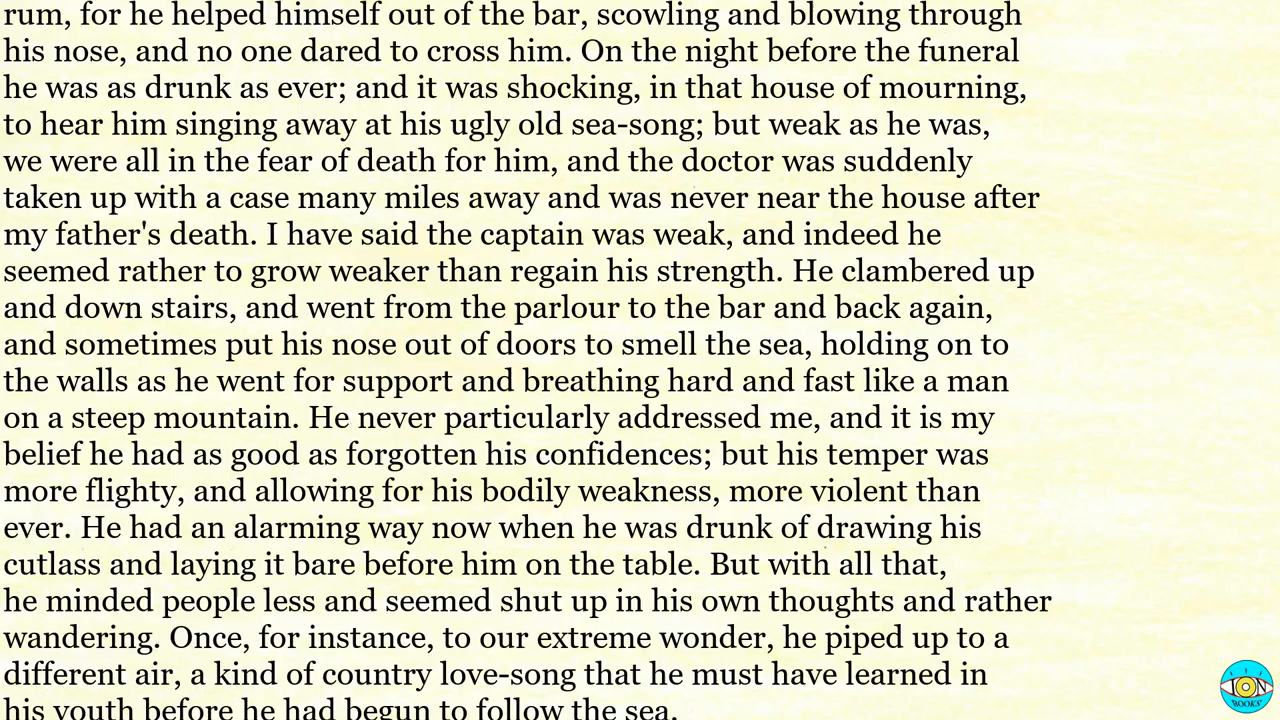 rum, for he helped himself out of the bar, scowling and blowing through
his nose, and no one dared to cross him. On the night before the funeral
he was as drunk as ever; and it was shocking, in that house of mourning,
to hear him singing away at his ugly old sea-song; but weak as he was,
we were all in the fear of death for him, and the doctor was suddenly
taken up with a case many miles away and was never near the house after
my father's death. I have said the captain was weak, and indeed he
seemed rather to grow weaker than regain his strength. He clambered up
and down stairs, and went from the parlour to the bar and back again,
and sometimes put his nose out of doors to smell the sea, holding on to
the walls as he went for support and breathing hard and fast like a man
on a steep mountain. He never particularly addressed me, and it is my
belief he had as good as forgotten his confidences; but his temper was
more flighty, and allowing for his bodily weakness, more violent than
ever. He had an alarming way now when he was drunk of drawing his
cutlass and laying it bare before him on the table. But with all that,
he minded people less and seemed shut up in his own thoughts and rather
wandering. Once, for instance, to our extreme wonder, he piped up to a
different air, a kind of country love-song that he must have learned in
his youth before he had begun to follow the sea.
ION
BOOKS